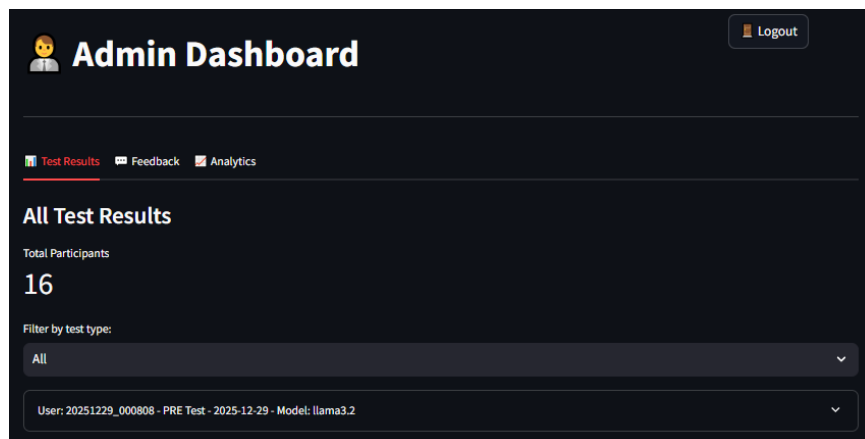 Admin Dashboard
Logout
Test Results
Feedback
Analytics
All Test Results
Total Participants
16
Filter by test type:
All
User: 20251229_000808 - PRE Test - 2025-12-29 - Model: llama3.2